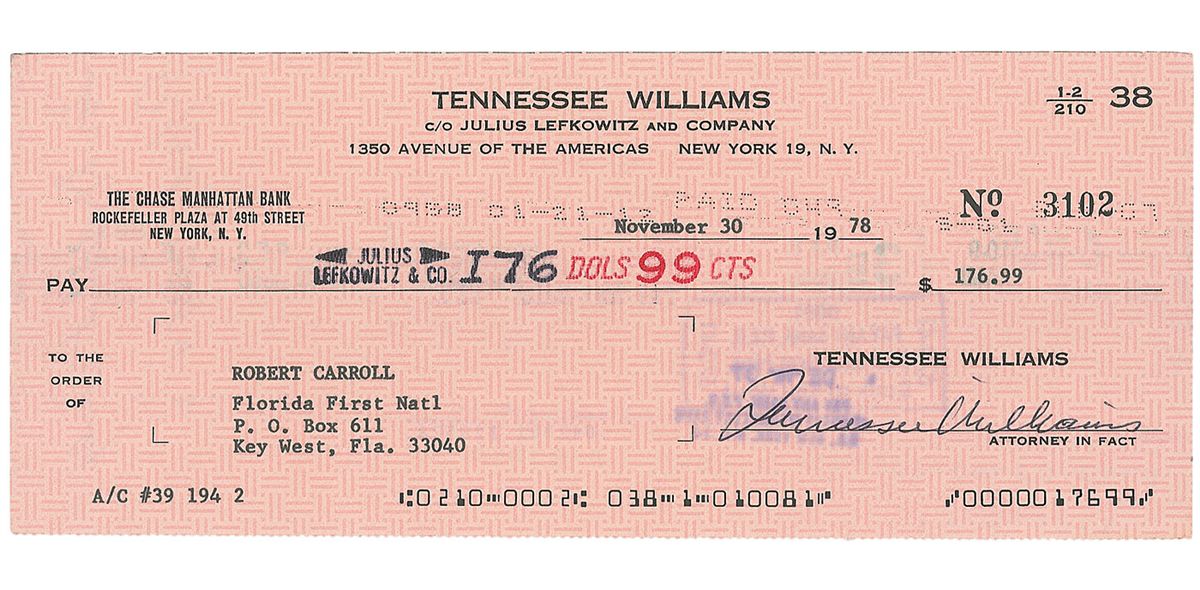 TENNESSEE WILLIAMS
C/O JULIUS LEFKOWITZ AND COMPANY
1350 AVENUE OF THE AMERICAS NEW YORK 19, N. Y.
1-2
210
38
THE CHASE MANHATTAN BANK
ROCKEFELLER PLAZA AT 49th STREET
NEW YORK, N. Y.
PAID
Nº 3102
November 30 19 78
JULIUS
LEFKOWITZ & CO.
PAY 176 DOLS 99 CTS $ 176.99
TO THE
ORDER
OF
ROBERT CARROLL
Florida First Natl
P. O. Box 611
Key West, Fla. 33040
TENNESSEE WILLIAMS
Tennessee Williams
ATTORNEY IN FACT
A/C #39 194 2
⑆0210⑉0002⑆ 038⑉1⑉010081⑈ ⑇0000017699⑇